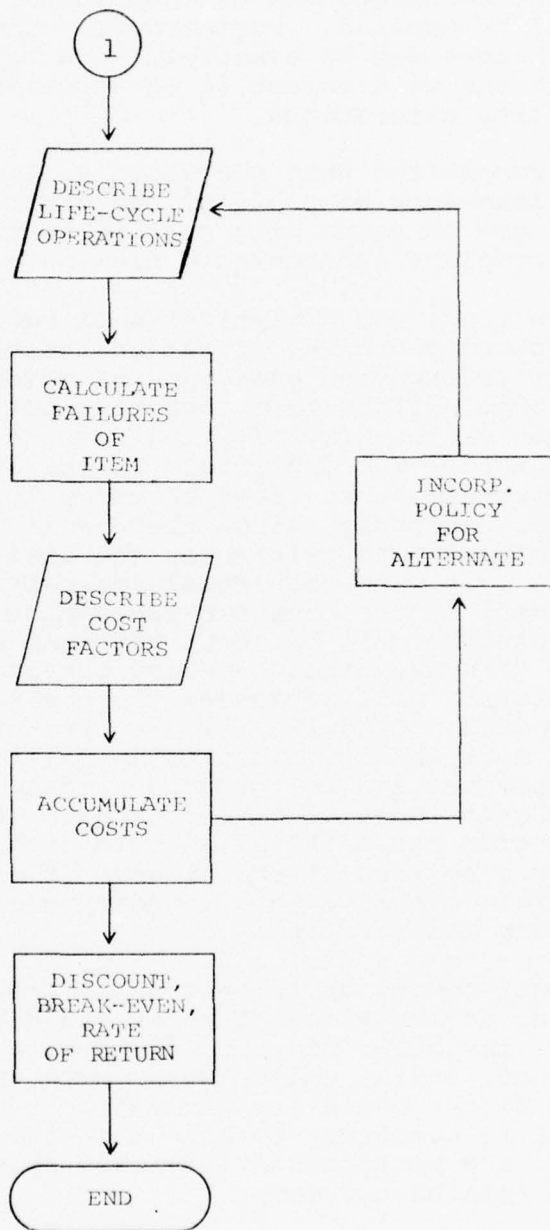 1
DESCRIBE
LIFE-CYCLE
OPERATIONS
CALCULATE
FAILURES
OF
ITEM
INCORP.
POLICY
FOR
ALTERNATE
DESCRIBE
COST
FACTORS
ACCUMULATE
COSTS
DISCOUNT,
BREAK-EVEN,
RATE
OF RETURN
END